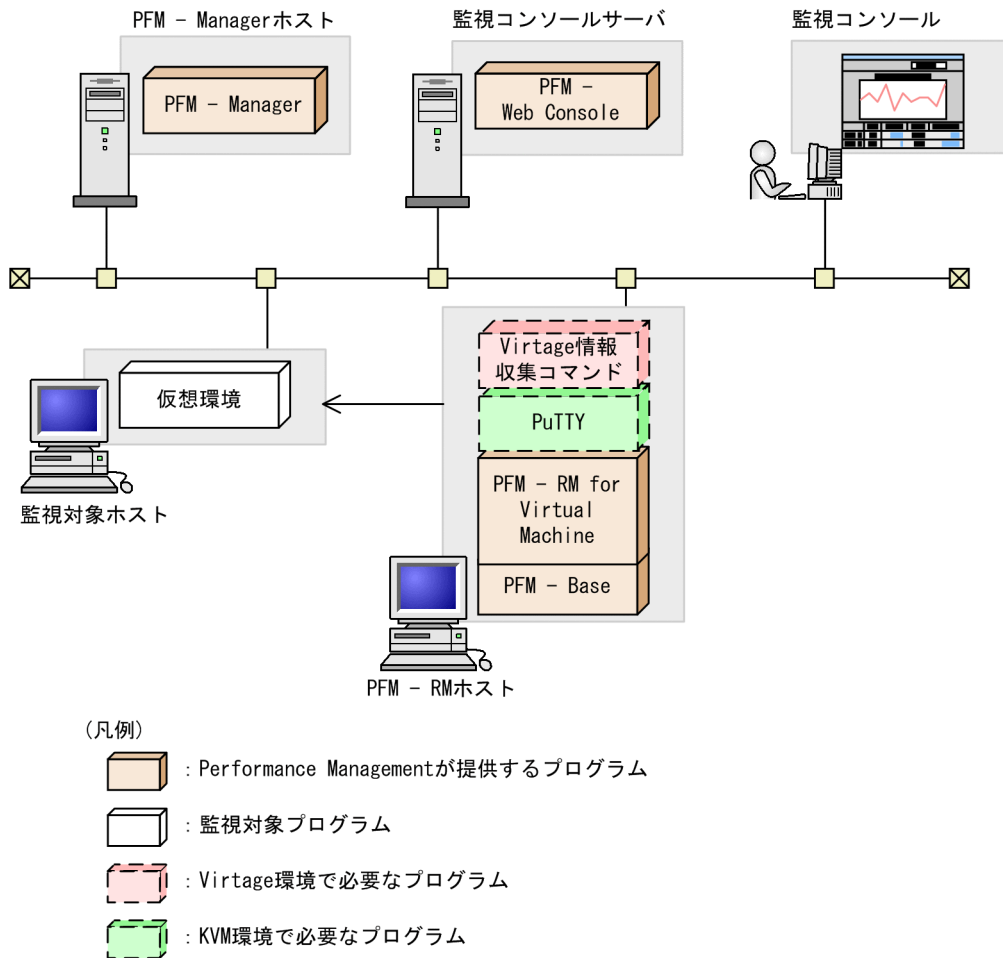 PFM - Managerホスト
監視コンソールサーバ
監視コンソール
PFM - Manager
PFM -
Web Console
Virtage情報
収集コマンド
仮想環境
PuTTY
PFM - RM for
Virtual
Machine
監視対象ホスト
PFM - Base
PFM - RMホスト
(凡例)
: Performance Managementが提供するプログラム
: 監視対象プログラム
: Virtage環境で必要なプログラム
: KVM環境で必要なプログラム